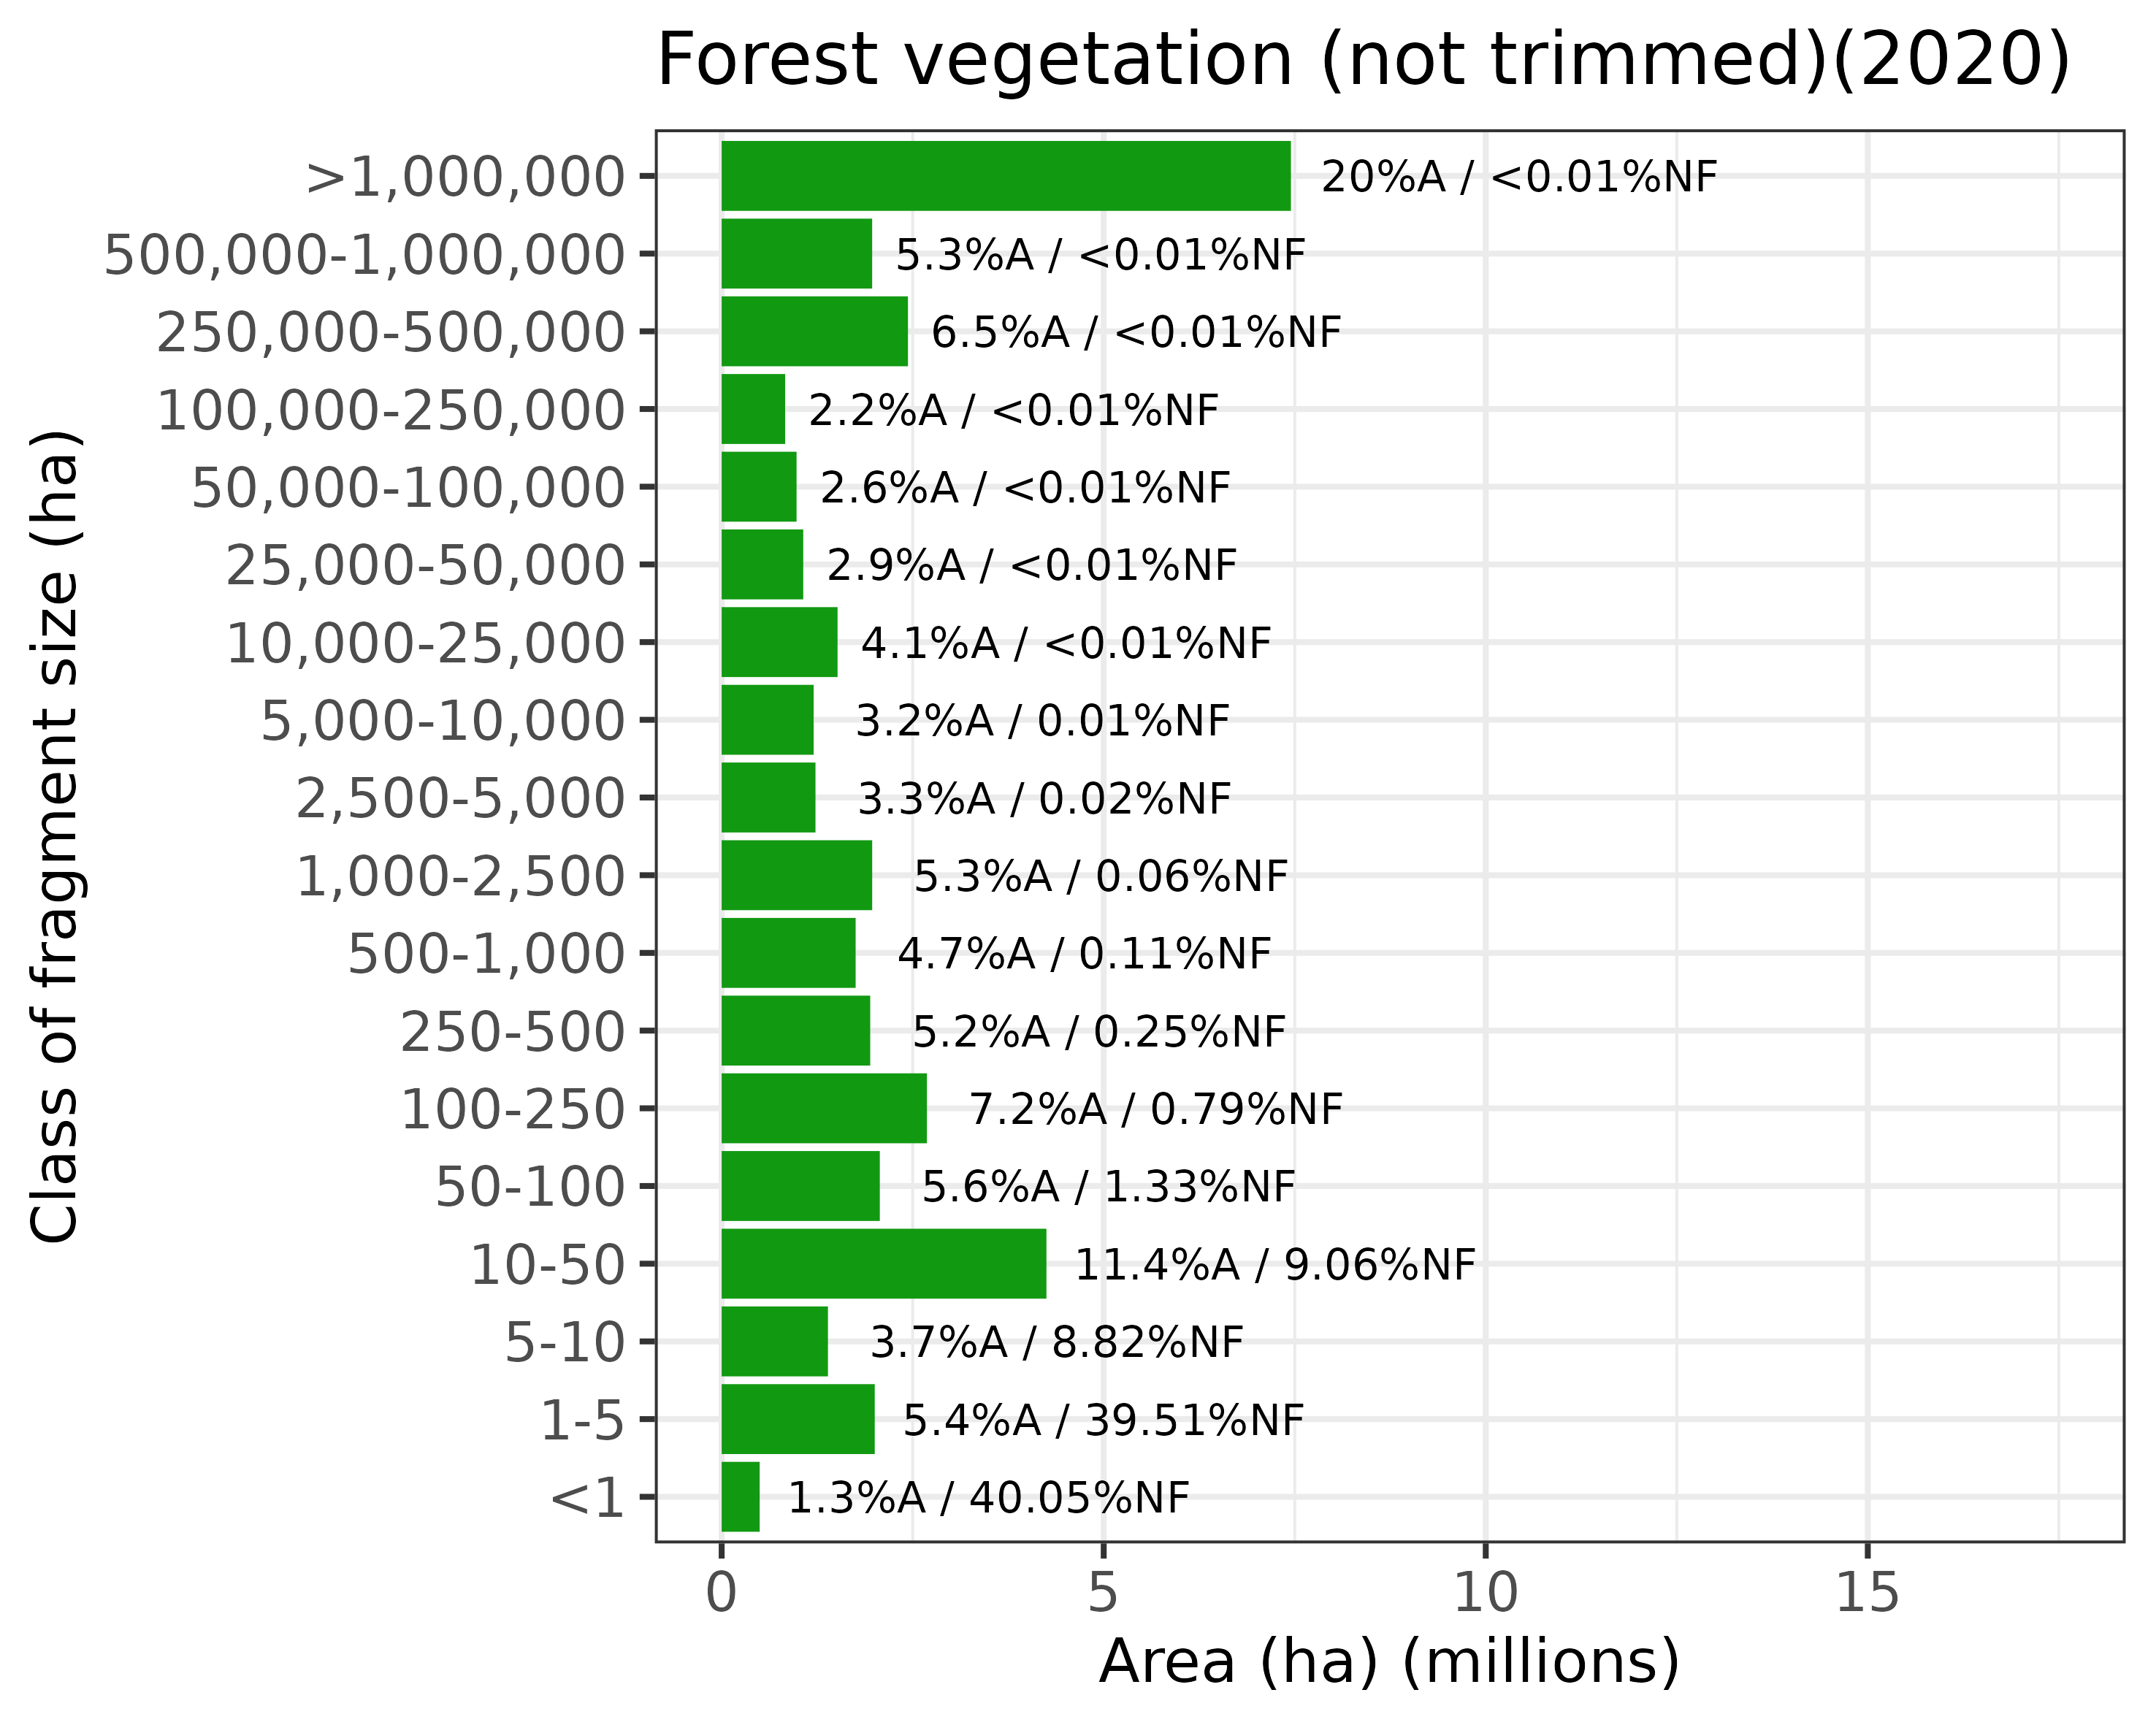 Forest vegetation (not trimmed)(2020)
Class of fragment size (ha)
>1,000,000 20%A / <0.01%NF
500,000-1,000,000 5.3%A / <0.01%NF
250,000-500,000 6.5%A / <0.01%NF
100,000-250,000 2.2%A / <0.01%NF
50,000-100,000 2.6%A / <0.01%NF
25,000-50,000 2.9%A / <0.01%NF
10,000-25,000 4.1%A / <0.01%NF
5,000-10,000 3.2%A / 0.01%NF
2,500-5,000 3.3%A / 0.02%NF
1,000-2,500 5.3%A / 0.06%NF
500-1,000 4.7%A / 0.11%NF
250-500 5.2%A / 0.25%NF
100-250 7.2%A / 0.79%NF
50-100 5.6%A / 1.33%NF
10-50 11.4%A / 9.06%NF
5-10 3.7%A / 8.82%NF
1-5 5.4%A / 39.51%NF
<1 1.3%A / 40.05%NF
0 5 10 15
Area (ha) (millions)